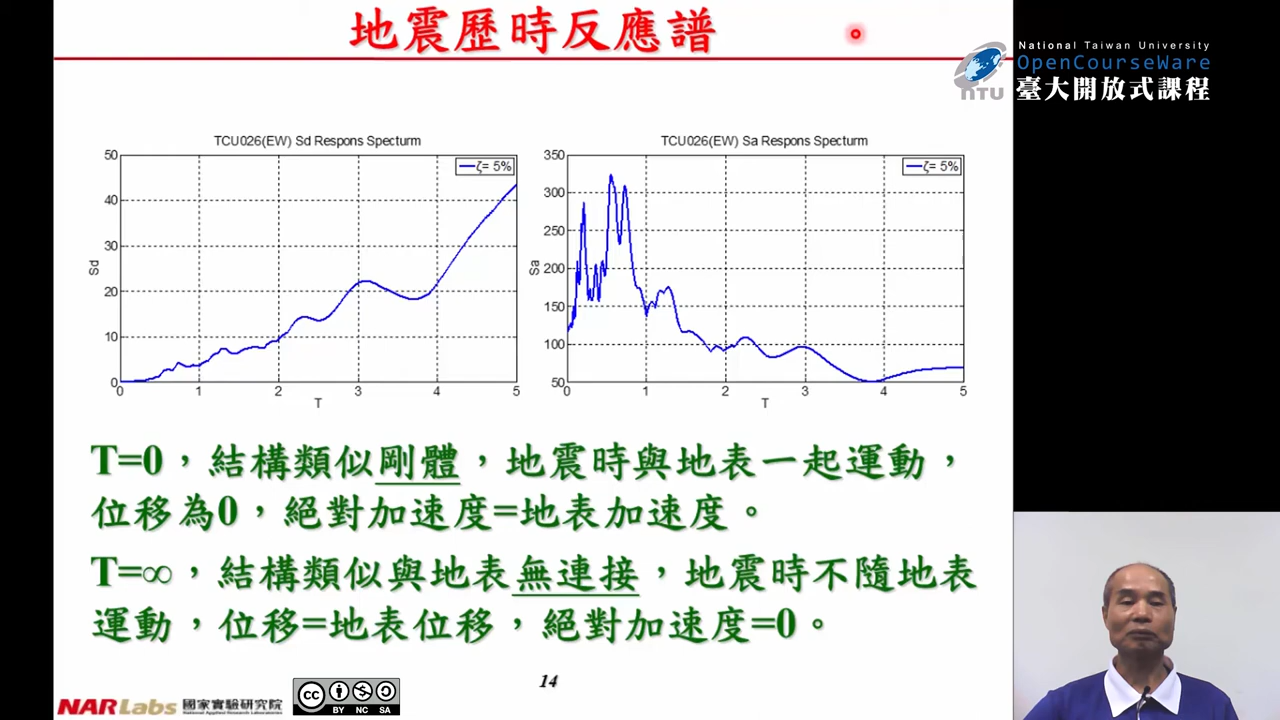 地震歷時反應譜
National Taiwan University
OpenCourseWare
NTU
臺大開放式課程
TCU026(EW) Sd Respons Specturm
50
40
30
20
10
0
Sd
ζ= 5%
0 1 2 3 4 5
T
TCU026(EW) Sa Respons Specturm
350
300
250
200
150
100
50
Sa
ζ= 5%
0 1 2 3 4 5
T
T=0，結構類似剛體，地震時與地表一起運動，
位移為0，絕對加速度=地表加速度。
T=∞，結構類似與地表無連接，地震時不隨地表
運動，位移=地表位移，絕對加速度=0。
14
NARLabs 國家實驗研究院
National Applied Research Laboratories
CC BY NC SA